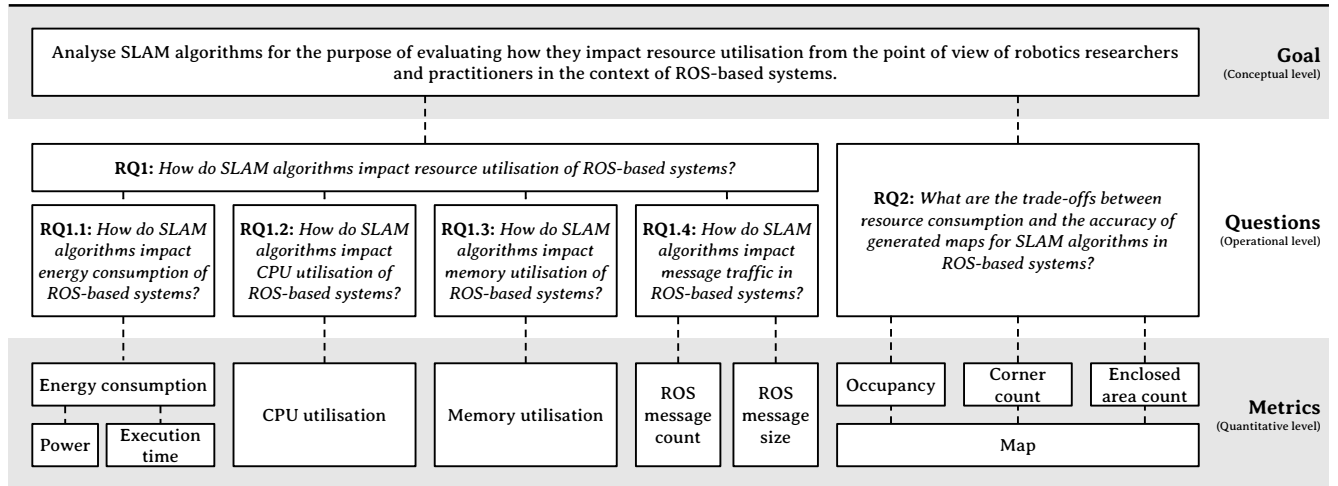 Analyse SLAM algorithms for the purpose of evaluating how they impact resource utilisation from the point of view of robotics researchers
and practitioners in the context of ROS-based systems.
Goal
(Conceptual level)
RQ1: How do SLAM algorithms impact resource utilisation of ROS-based systems?
RQ1.1: How do SLAM
algorithms impact
energy consumption of
ROS-based systems?
RQ1.2: How do SLAM
algorithms impact
CPU utilisation of
ROS-based systems?
RQ1.3: How do SLAM
algorithms impact
memory utilisation of
ROS-based systems?
RQ1.4: How do SLAM
algorithms impact
message traffic in
ROS-based systems?
RQ2: What are the trade-offs between
resource consumption and the accuracy of
generated maps for SLAM algorithms in
ROS-based systems?
Questions
(Operational level)
Energy consumption
Power
Execution
time
CPU utilisation
Memory utilisation
ROS
message
count
ROS
message
size
Occupancy
Corner
count
Enclosed
area count
Map
Metrics
(Quantitative level)